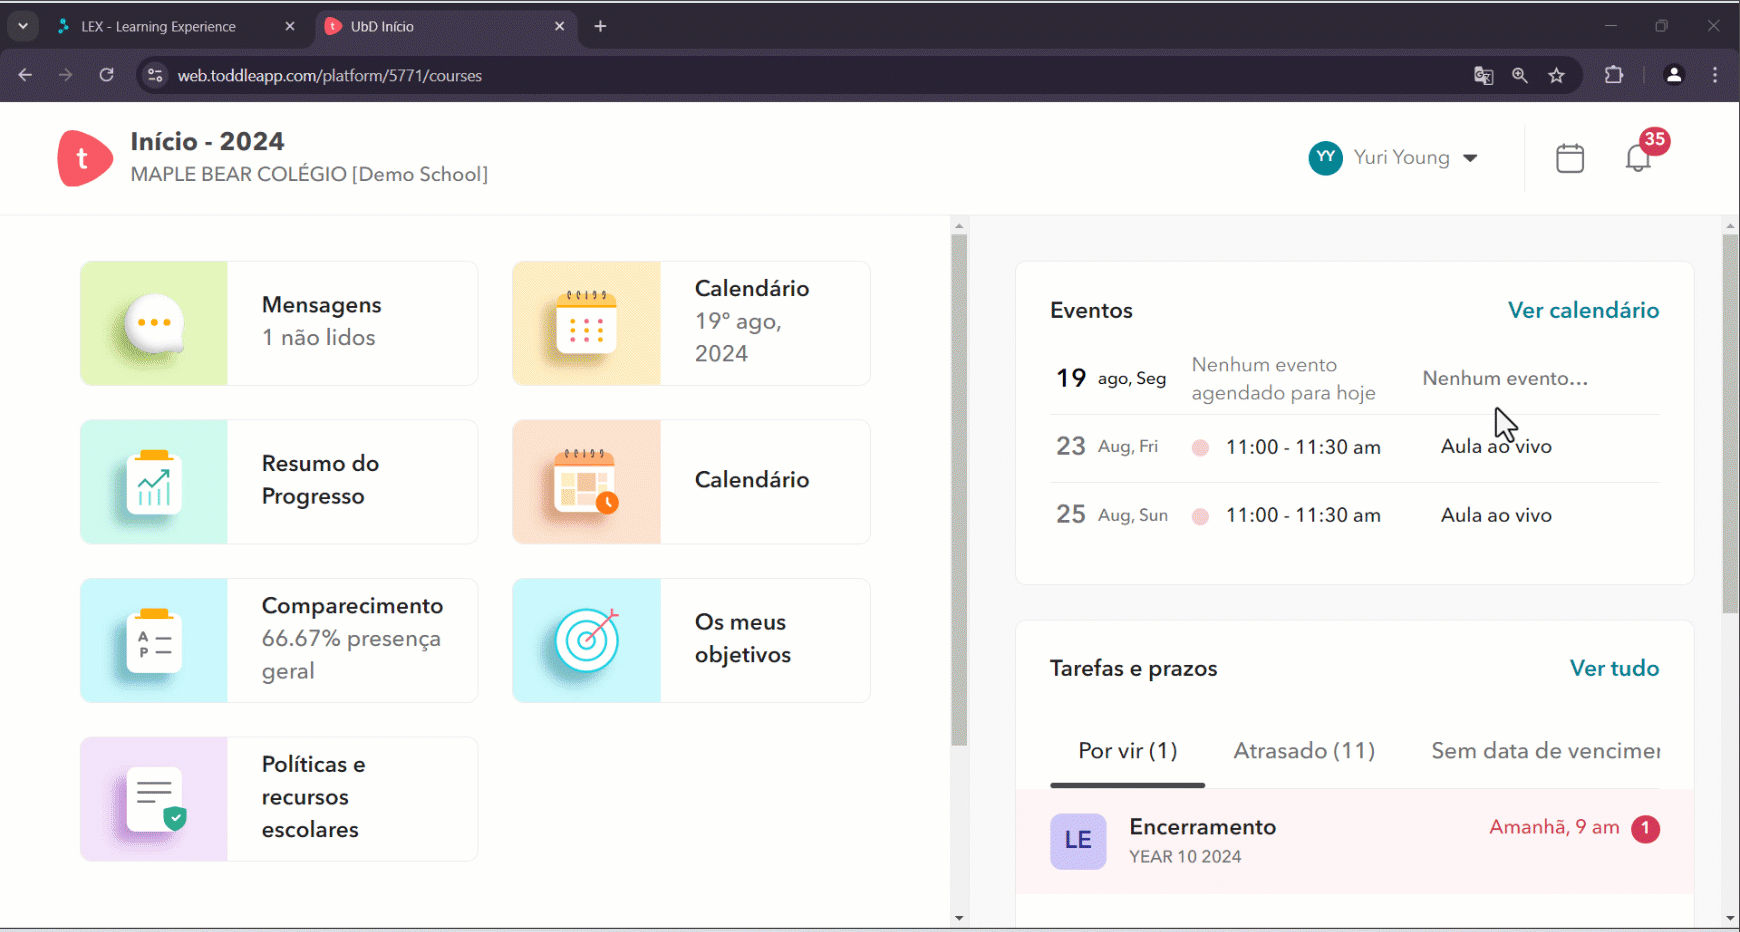 LEX - Learning Experience
UbD Início
web.toddleapp.com/platform/5771/courses
t
Início - 2024
MAPLE BEAR COLÉGIO [Demo School]
YY
Yuri Young
35
Mensagens
1 não lidos
Calendário
19º ago,
2024
Resumo do
Progresso
Calendário
A
P
Comparecimento
66.67% presença
geral
Os meus
objetivos
Políticas e
recursos
escolares
Eventos
Ver calendário
19 ago, Seg
Nenhum evento
agendado para hoje
Nenhum evento...
23 Aug, Fri 11:00 - 11:30 am Aula ao vivo
25 Aug, Sun 11:00 - 11:30 am Aula ao vivo
Tarefas e prazos
Ver tudo
Por vir (1) Atrasado (11) Sem data de vencimer
LE
Encerramento
YEAR 10 2024
Amanhã, 9 am 1